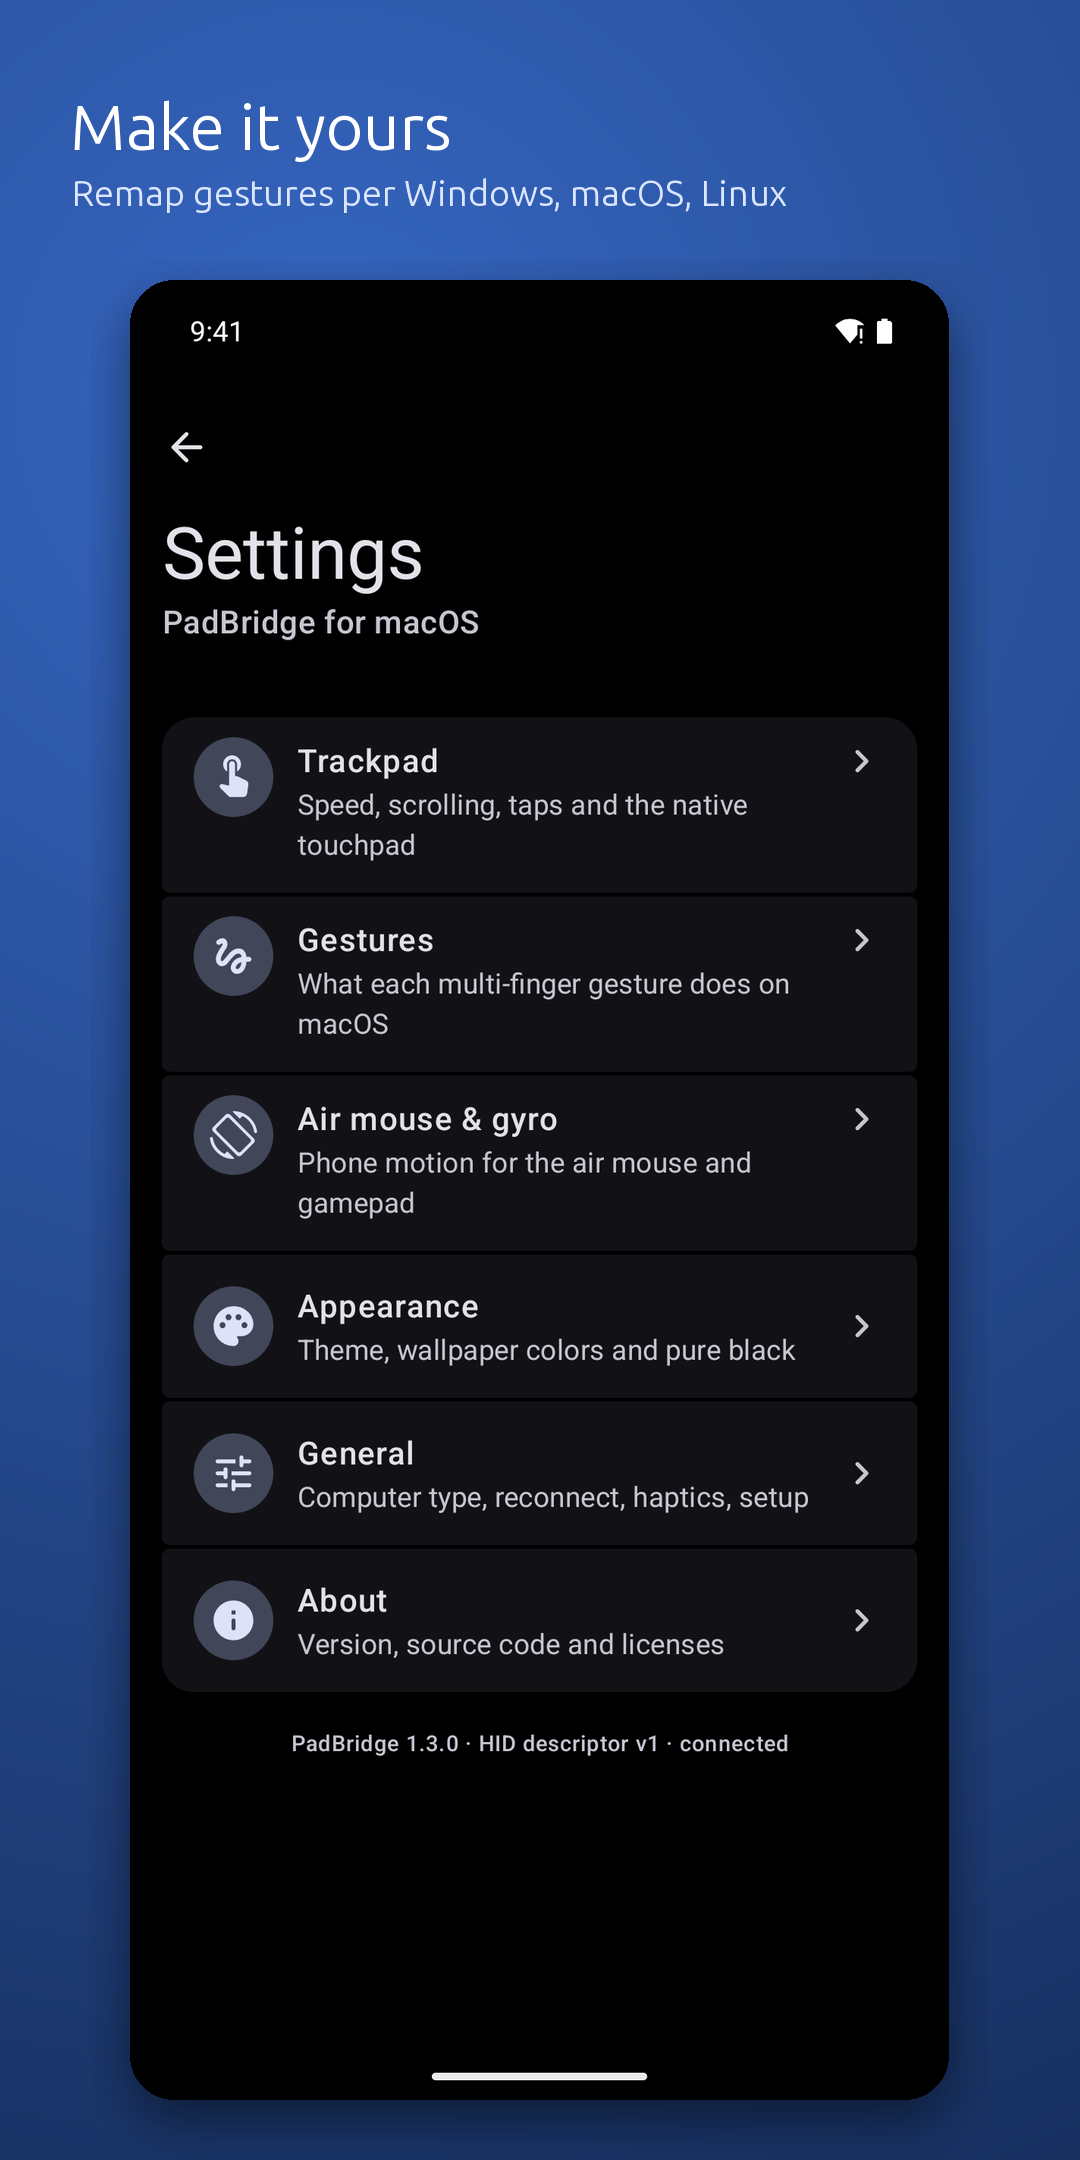 Make it yours
Remap gestures per Windows, macOS, Linux
9:41
Settings
PadBridge for macOS
Trackpad
Speed, scrolling, taps and the native
touchpad
Gestures
What each multi-finger gesture does on
macOS
Air mouse & gyro
Phone motion for the air mouse and
gamepad
Appearance
Theme, wallpaper colors and pure black
General
Computer type, reconnect, haptics, setup
About
Version, source code and licenses
PadBridge 1.3.0 · HID descriptor v1 · connected